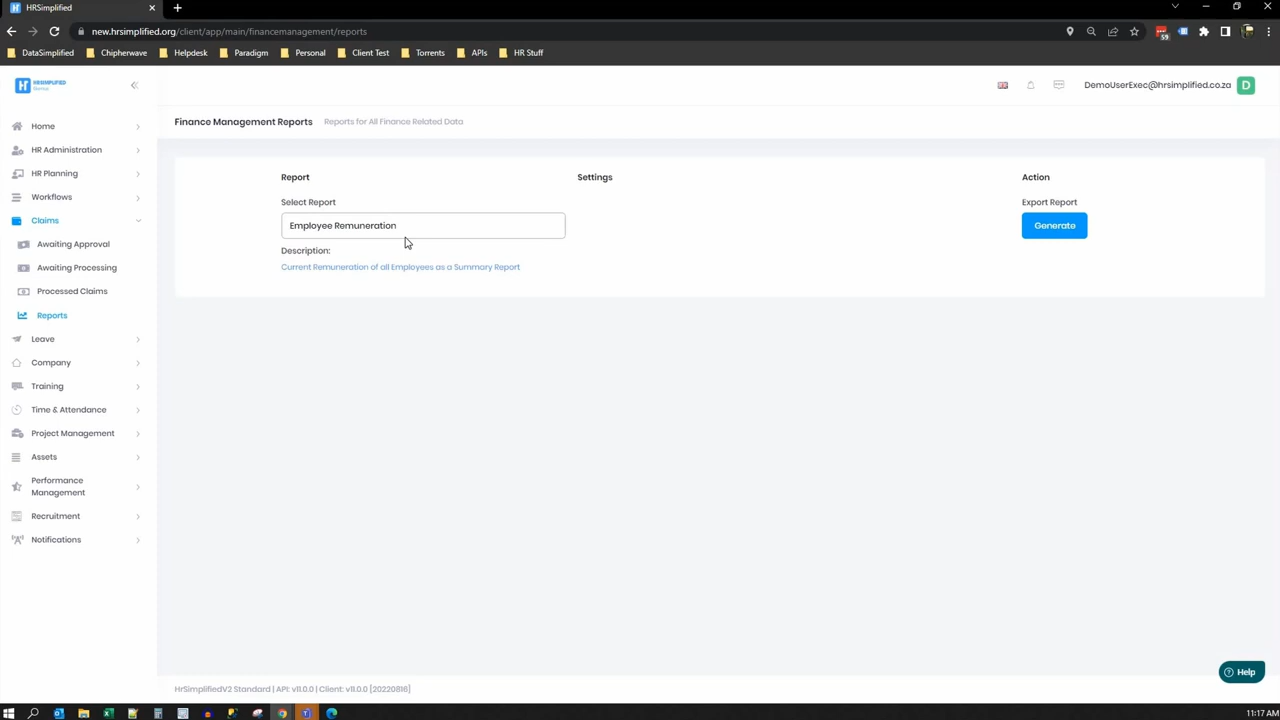 HRSimplified
new.hrsimplified.org/client/app/main/financemanagement/reports
59
DataSimplified
Chipherwave
Helpdesk
Paradigm
Personal
Client Test
Torrents
APIs
HR Stuff
HRSIMPLIFIED
DemoUserExec@hrsimplified.co.za
D
Finance Management Reports
Reports for All Finance Related Data
Home
HR Administration
HR Planning
Workflows
Claims
Awaiting Approval
Awaiting Processing
Processed Claims
Reports
Leave
Company
Training
Time & Attendance
Project Management
Assets
Performance
Management
Recruitment
Notifications
Report
Settings
Action
Select Report
Export Report
Employee Remuneration
Generate
Description:
Current Remuneration of all Employees as a Summary Report
Help
HrSimplifiedV2 Standard | API: v11.0.0 | Client: v11.0.0 [20220816]
11:17 AM